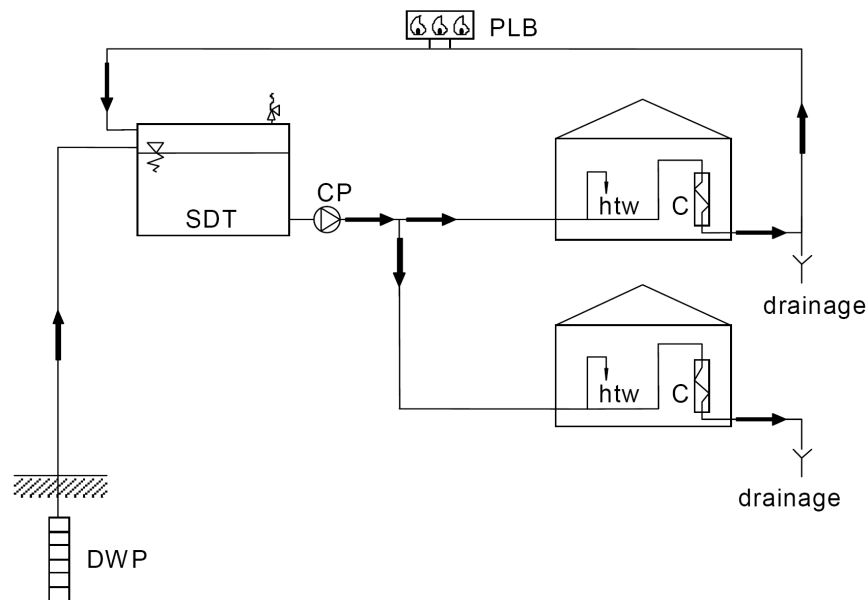 PLB
CP
SDT
htw
C
drainage
htw
C
drainage
DWP